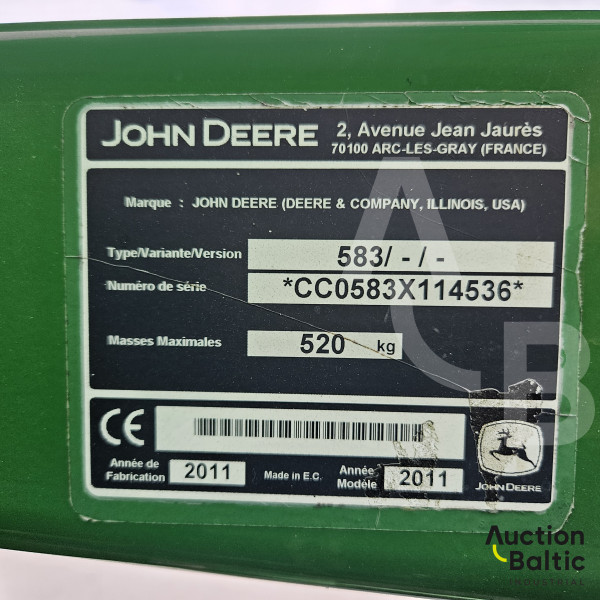 JOHN DEERE
2, Avenue Jean Jaurès
70100 ARC-LES-GRAY (FRANCE)
Marque : JOHN DEERE (DEERE & COMPANY, ILLINOIS, USA)
Type/Variante/Version 583/ - / -
Numéro de série *CC0583X114536*
Masses Maximales 520 kg
CE
Année de Fabrication 2011
Made in E.C.
Année Modèle 2011
JOHN DEERE
AB
Auction
Baltic
INDUSTRIAL